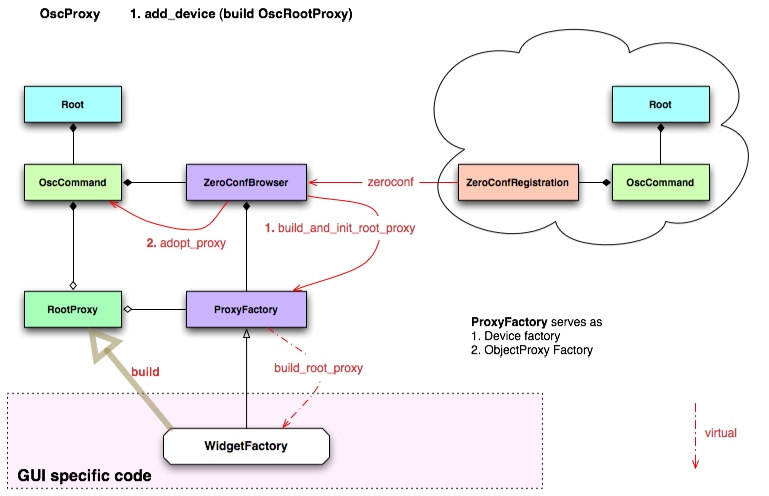 OscProxy 1. add_device (build OscRootProxy)
Root
Root
OscCommand
ZeroConfBrowser
zeroconf
ZeroConfRegistration
OscCommand
1. build_and_init_root_proxy
2. adopt_proxy
RootProxy
ProxyFactory
ProxyFactory serves as
1. Device factory
2. ObjectProxy Factory
build
build_root_proxy
virtual
WidgetFactory
GUI specific code